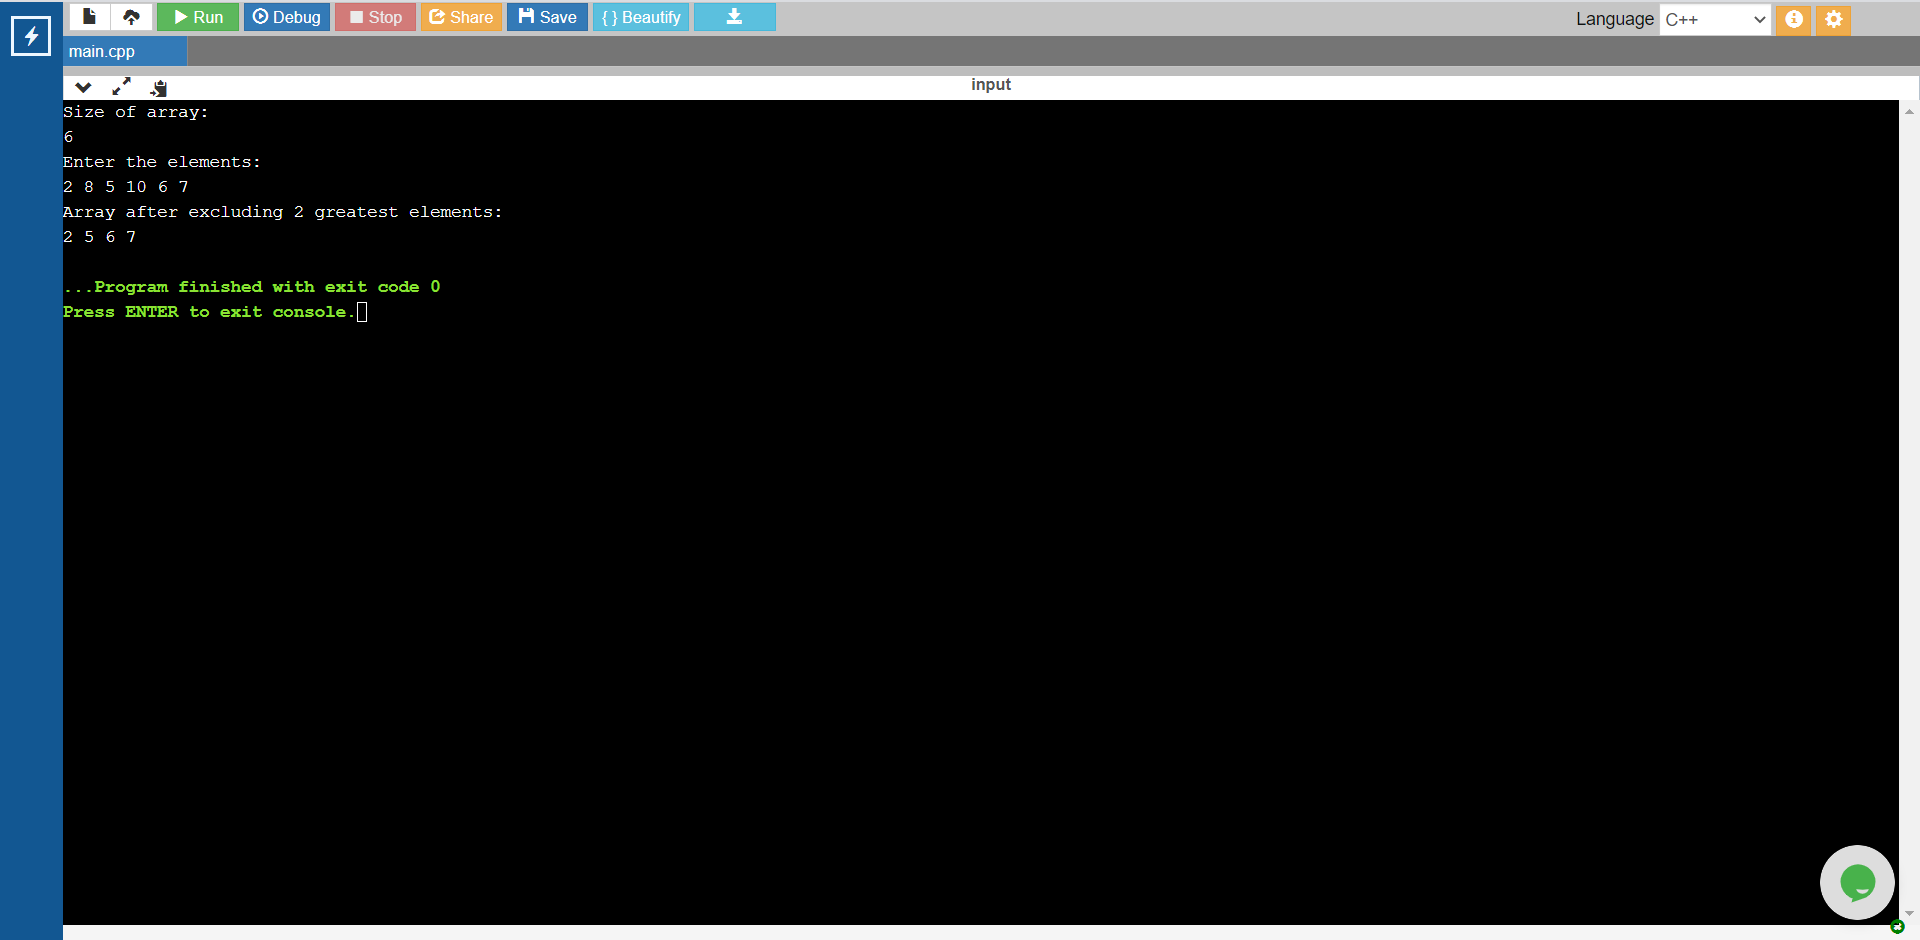 Run Debug Stop Share Save { } Beautify Language C++
main.cpp
input
Size of array:
6
Enter the elements:
2 8 5 10 6 7
Array after excluding 2 greatest elements:
2 5 6 7
...Program finished with exit code 0
Press ENTER to exit console.